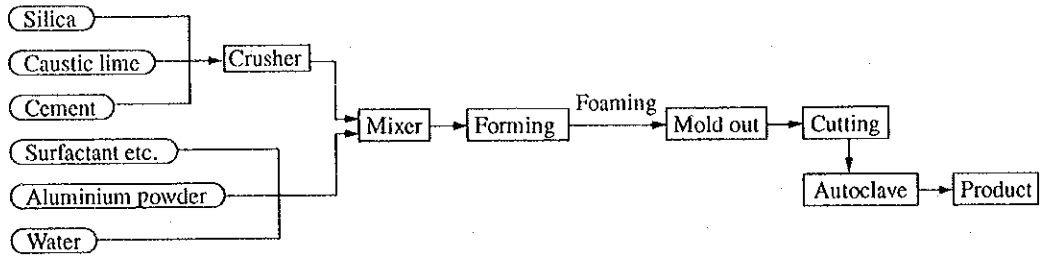 Silica
Caustic lime
Cement
Surfactant etc.
Aluminium powder
Water
Crusher
Mixer
Forming
Foaming
Mold out
Cutting
Autoclave
Product